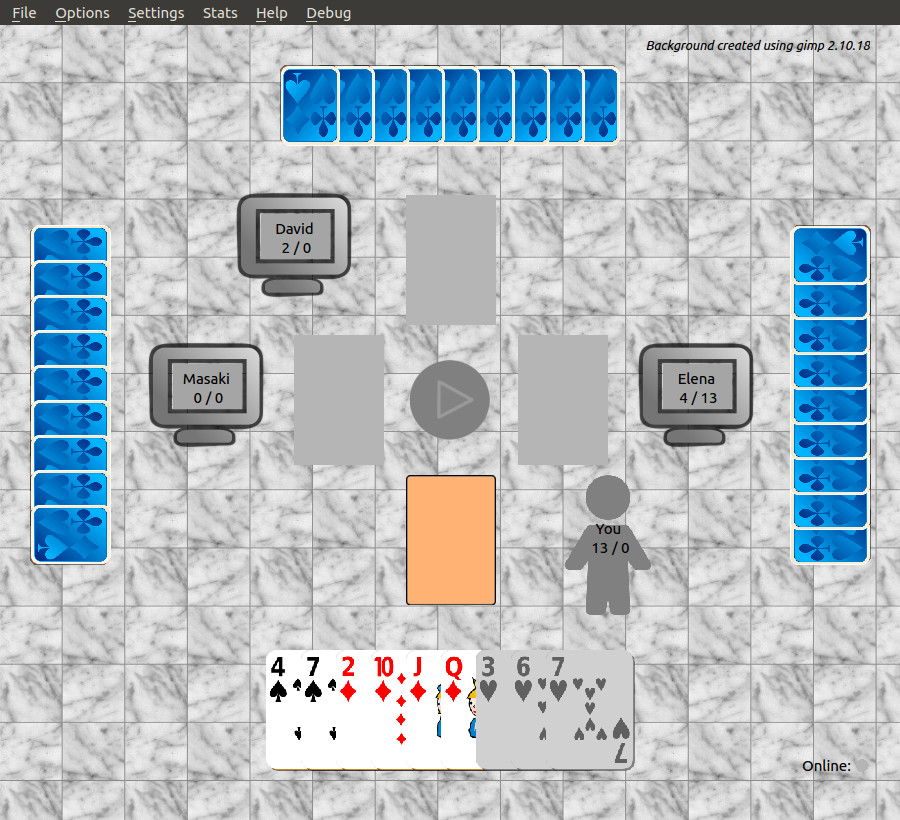 File Options Settings Stats Help Debug
Background created using gimp 2.10.18
David
2 / 0
Masaki
0 / 0
Elena
4 / 13
You
13 / 0
4 7 2 10 J Q 3 6 7
7
Online: